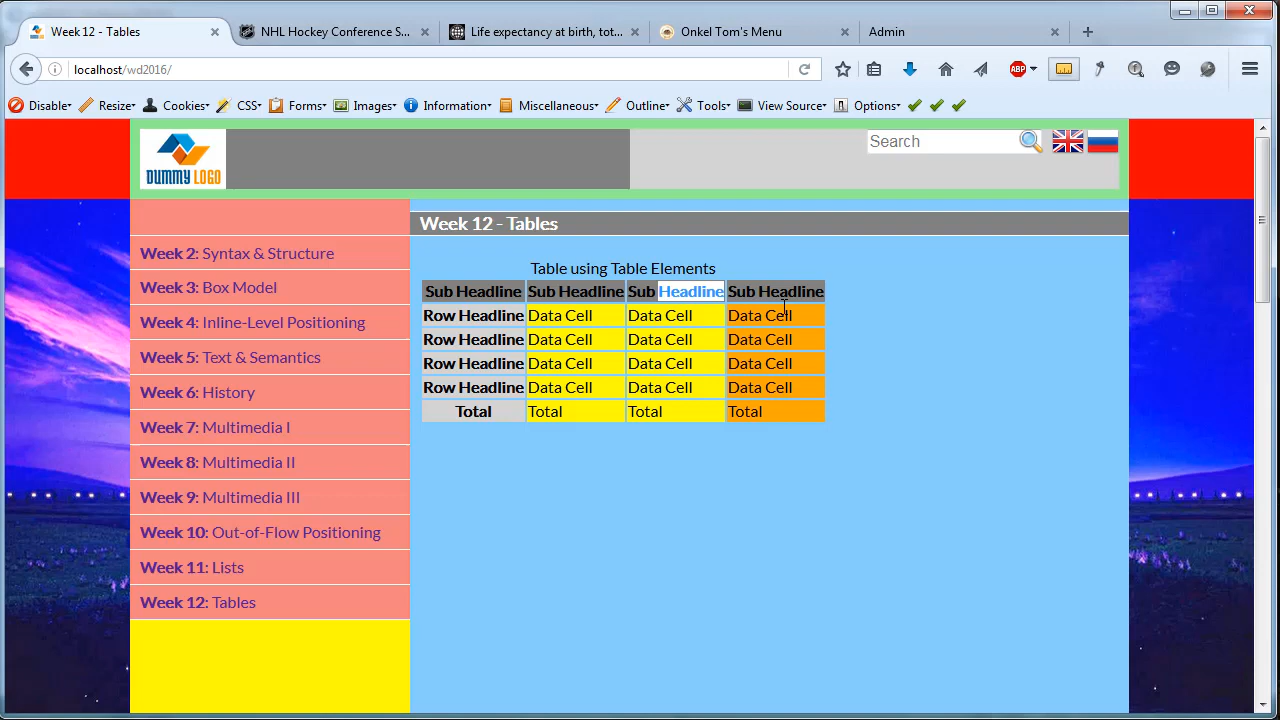 Week 12 - Tables
NHL Hockey Conference S...
Life expectancy at birth, tot...
Onkel Tom's Menu
Admin
localhost/wd2016/
ABP
Disable
Resize
Cookies
CSS
Forms
Images
Information
Miscellaneous
Outline
Tools
View Source
Options
DUMMY LOGO
Search
Week 12 - Tables
Week 2: Syntax & Structure
Week 3: Box Model
Week 4: Inline-Level Positioning
Week 5: Text & Semantics
Week 6: History
Week 7: Multimedia I
Week 8: Multimedia II
Week 9: Multimedia III
Week 10: Out-of-Flow Positioning
Week 11: Lists
Week 12: Tables
Table using Table Elements
Sub Headline Sub Headline Sub Headline Sub Headline
Row Headline Data Cell Data Cell Data Cell
Row Headline Data Cell Data Cell Data Cell
Row Headline Data Cell Data Cell Data Cell
Row Headline Data Cell Data Cell Data Cell
Total Total Total Total